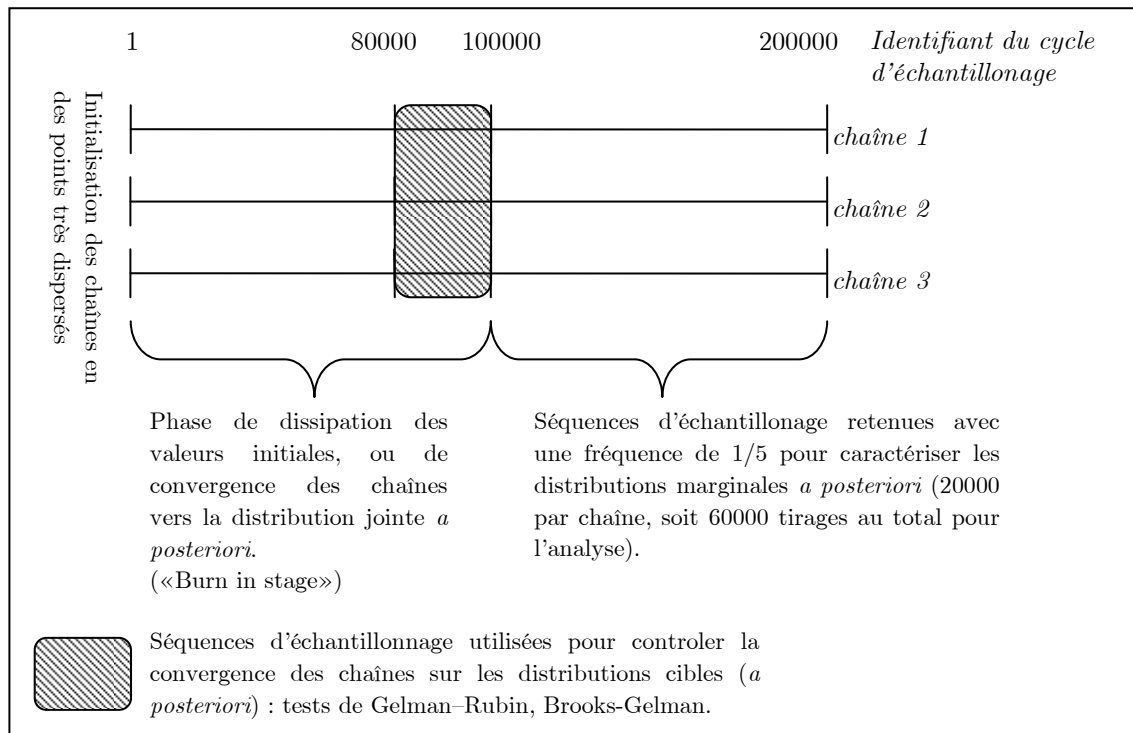 1 80000 100000 200000 Identifiant du cycle
d'échantillonage
Initialisation des chaînes en
des points très dispersés
chaîne 1
chaîne 2
chaîne 3
Phase de dissipation des
valeurs initiales, ou de
convergence des chaînes
vers la distribution jointe a
posteriori.
(«Burn in stage»)
Séquences d'échantillonage retenues avec
une fréquence de 1/5 pour caractériser les
distributions marginales a posteriori (20000
par chaîne, soit 60000 tirages au total pour
l'analyse).
Séquences d'échantillonnage utilisées pour controler la
convergence des chaînes sur les distributions cibles (a
posteriori) : tests de Gelman–Rubin, Brooks-Gelman.